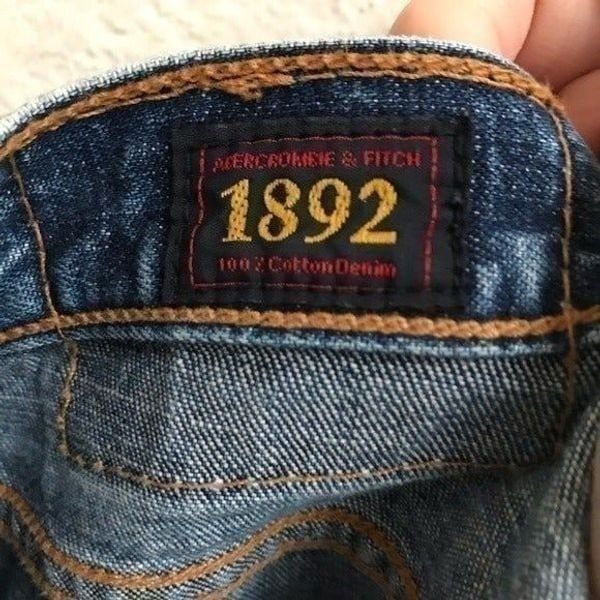 ABERCROMBIE & FITCH
1892
100% Cotton Denim